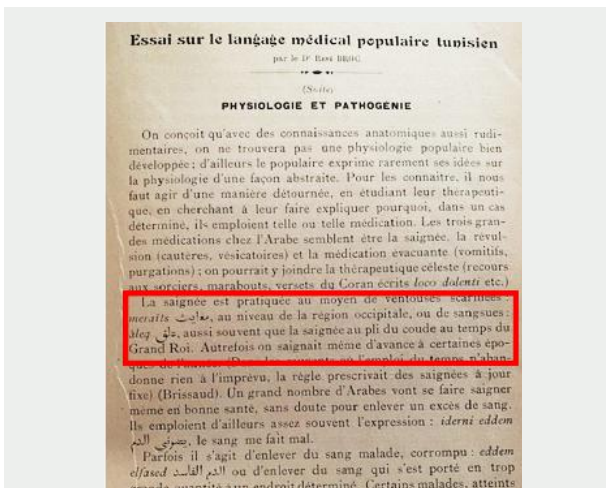 Essai sur le langage médical populaire tunisien
par le Dr René BROC
(Suite)
PHYSIOLOGIE ET PATHOGÉNIE
On conçoit qu'avec des connaissances anatomiques aussi rudi-
mentaires, on ne trouvera pas une physiologie populaire bien
développée ; d'ailleurs le populaire exprime rarement ses idées sur
la physiologie d'une façon abstraite. Pour les connaitre, il nous
faut agir d'une manière détournée, en étudiant leur thérapeuti-
que, en cherchant à leur faire expliquer pourquoi, dans un cas
déterminé, ils emploient telle ou telle médication. Les trois gran-
des médications chez l'Arabe semblent être la saignée, la révul-
sion (cautères, vésicatoires) et la médication évacuante (vomitifs,
purgations) ; on pourrait y joindre la thérapeutique céleste (recours
aux sorciers, marabouts, versets du Coran écrits loco dolenti etc.)
La saignée est pratiquée au moyen de ventouses scarifiées :
meraits, au niveau de la région occipitale, ou de sangsues :
âleq علق, aussi souvent que la saignée au pli du coude au temps du
Grand Roi. Autrefois on saignait même d'avance à certaines épo-
ques de l'année. (Dans les couvents où l'emploi du temps n'aban-
donne rien à l'imprévu, la règle prescrivait des saignées à jour
fixe) (Brissaud). Un grand nombre d'Arabes vont se faire saigner
même en bonne santé, sans doute pour enlever un excès de sang.
Ils emploient d'ailleurs assez souvent l'expression : iderni eddem
الدم, le sang me fait mal.
Parfois il s'agit d'enlever du sang malade, corrompu : eddem
elfased الدم الفاسد ou d'enlever du sang qui s'est porté en trop
grande quantité à un endroit déterminé. Certains malades, atteints